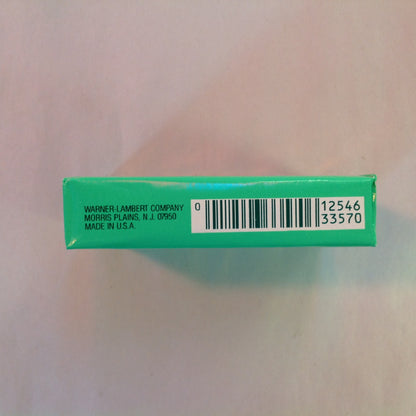 WARNER-LAMBERT COMPANY
MORRIS PLAINS, N.J. 07950
MADE IN U.S.A.
0
12546
33570